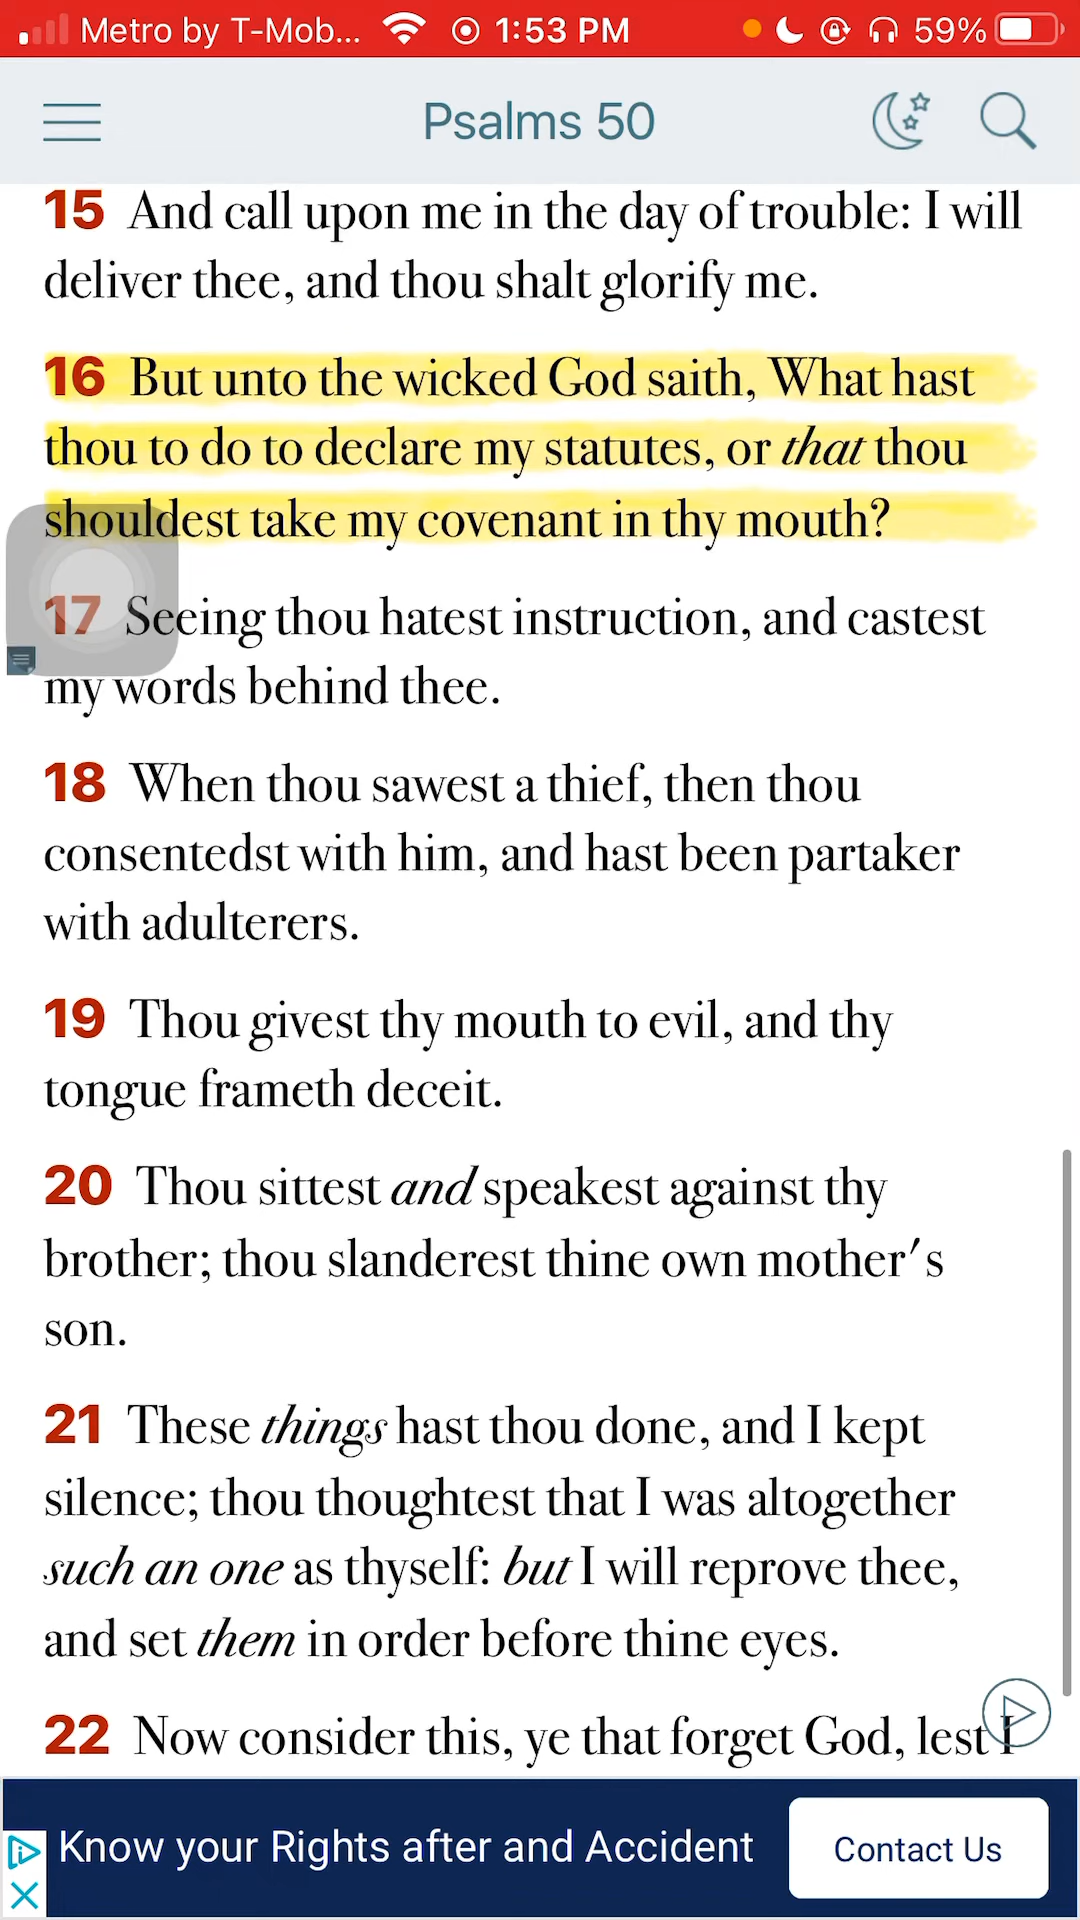 Metro by T-Mob... 1:53 PM 59%
Psalms 50
15 And call upon me in the day of trouble: I will
deliver thee, and thou shalt glorify me.
16 But unto the wicked God saith, What hast
thou to do to declare my statutes, or that thou
shouldest take my covenant in thy mouth?
17 Seeing thou hatest instruction, and castest
my words behind thee.
18 When thou sawest a thief, then thou
consentedst with him, and hast been partaker
with adulterers.
19 Thou givest thy mouth to evil, and thy
tongue frameth deceit.
20 Thou sittest and speakest against thy
brother; thou slanderest thine own mother's
son.
21 These things hast thou done, and I kept
silence; thou thoughtest that I was altogether
such an one as thyself: but I will reprove thee,
and set them in order before thine eyes.
22 Now consider this, ye that forget God, lest I
Know your Rights after and Accident
Contact Us